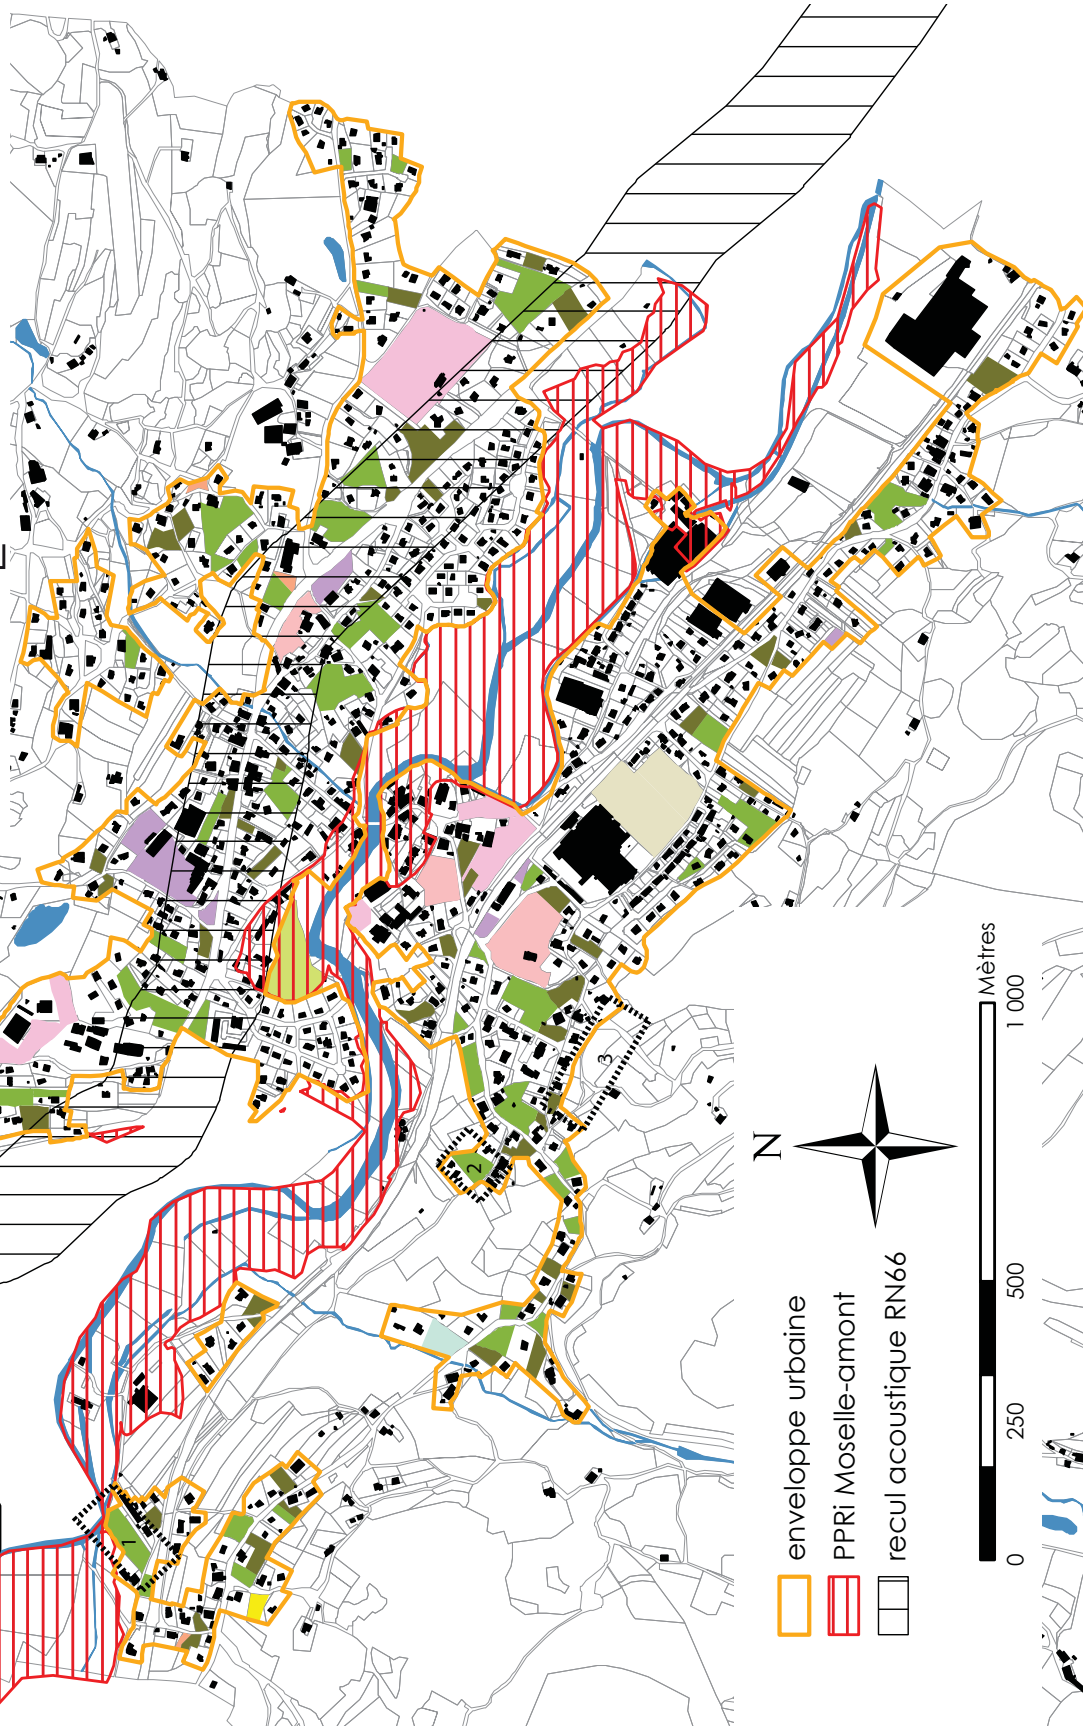 1
2
3
N
enveloppe urbaine
PPRi Moselle-amont
recul acoustique RN66
0 250 500 1 000
Mètres